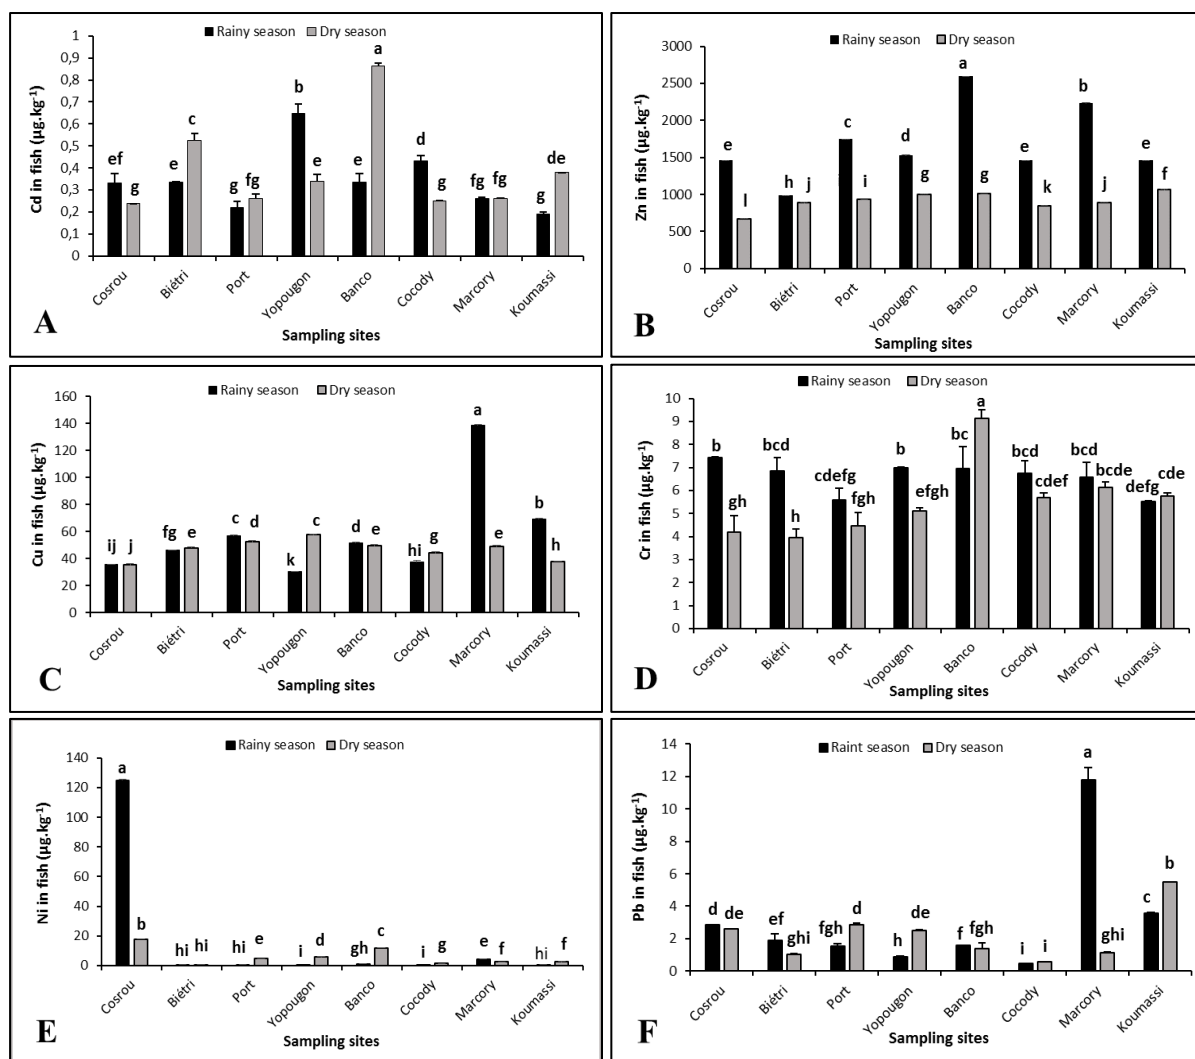 Rainy season Dry season
Cd in fish (µg.kg-1)
1
0,9
0,8
0,7
0,6
0,5
0,4
0,3
0,2
0,1
0
ef g e c g fg b e e a d g fg fg g de
Cosrou Biétri Port Yopougon Banco Cocody Marcory Koumassi
Sampling sites
A
Rainy season Dry season
Zn in fish (µg.kg-1)
3000
2500
2000
1500
1000
500
0
e l h j c i d g a g e k b j e f
Cosrou Biétri Port Yopougon Banco Cocody Marcory Koumassi
Sampling sites
B
Rainy season Dry season
Cu in fish (µg.kg-1)
160
140
120
100
80
60
40
20
0
ij j fg e c d k c d e hi g a e b h
Cosrou Biétri Port Yopougon Banco Cocody Marcory Koumassi
Sampling sites
C
Rainy season Dry season
Cr in fish (µg.kg-1)
10
9
8
7
6
5
4
3
2
1
0
b gh bcd h cdefg fgh b efgh bc a bcd cdef bcd bcde defg cde
Cosrou Biétri Port Yopougon Banco Cocody Marcory Koumassi
Sampling sites
D
Rainy season Dry season
Ni in fish (µg.kg-1)
140
120
100
80
60
40
20
0
a b hi hi hi e i d gh c i g e f hi f
Cosrou Biétri Port Yopougon Banco Cocody Marcory Koumassi
Sampling sites
E
Raint season Dry season
Pb in fish (µg.kg-1)
14
12
10
8
6
4
2
0
d de ef ghi fgh d h de f fgh i i a ghi c b
Cosrou Biétri Port Yopougon Banco Cocody Marcory Koumassi
Sampling sites
F